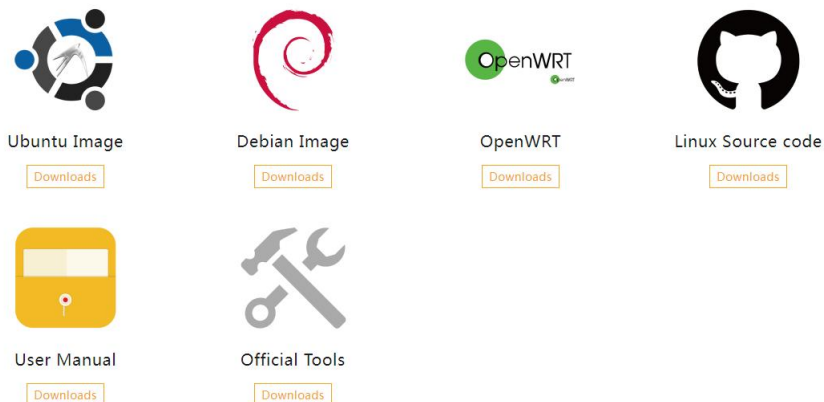 OpenWRT
OpenWRT
Ubuntu Image
Debian Image
OpenWRT
Linux Source code
Downloads
Downloads
Downloads
Downloads
User Manual
Official Tools
Downloads
Downloads